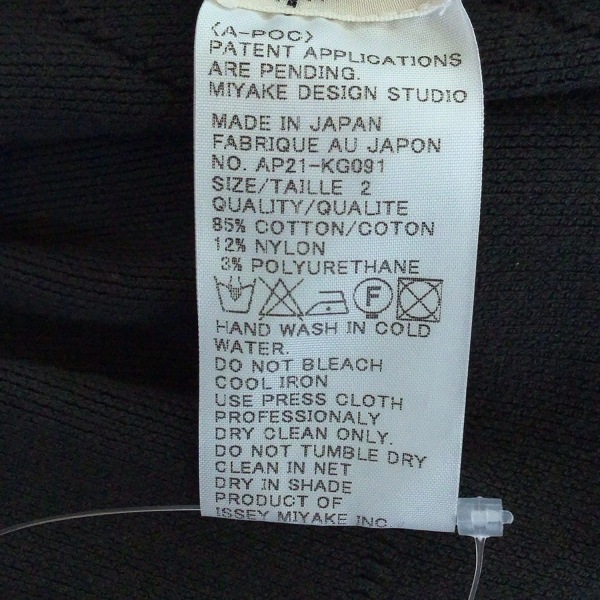 (A-POC)
PATENT APPLICATIONS
ARE PENDING.
MIYAKE DESIGN STUDIO
MADE IN JAPAN
FABRIQUE AU JAPON
NO. AP21-KG091
SIZE/TAILLE 2
QUALITY/QUALITE
85% COTTON/COTON
12% NYLON
3% POLYURETHANE
F
HAND WASH IN COLD
WATER.
DO NOT BLEACH
COOL IRON
USE PRESS CLOTH
PROFESSIONALY
DRY CLEAN ONLY.
DO NOT TUMBLE DRY
CLEAN IN NET
DRY IN SHADE
PRODUCT OF
ISSEY MIYAKE INC.